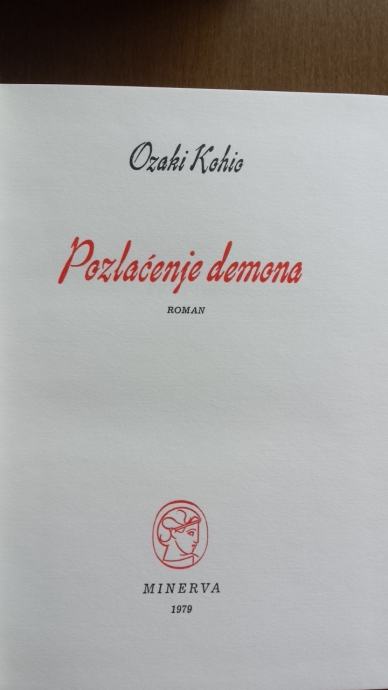 Ozaki Kohio
Pozlaćenje demona
ROMAN
MINERVA
1979